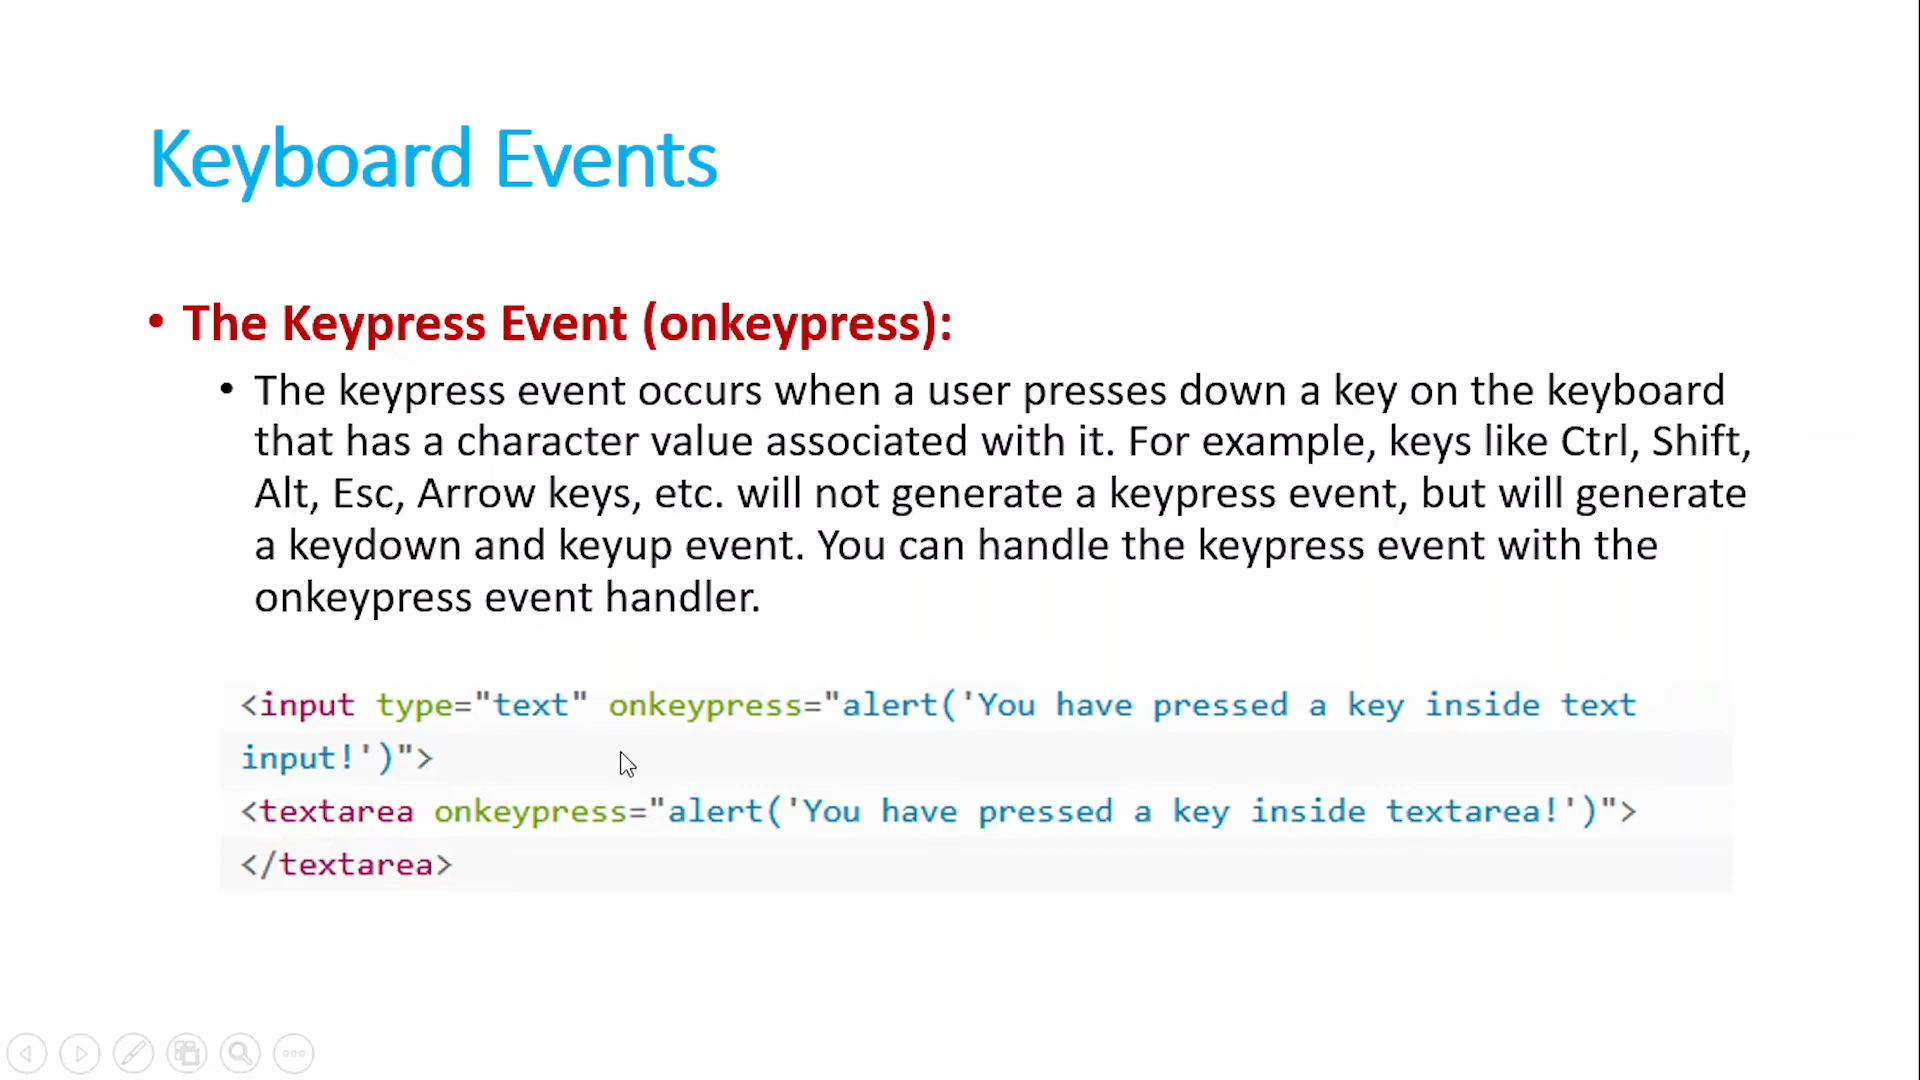 Keyboard Events
• The Keypress Event (onkeypress):
• The keypress event occurs when a user presses down a key on the keyboard
that has a character value associated with it. For example, keys like Ctrl, Shift,
Alt, Esc, Arrow keys, etc. will not generate a keypress event, but will generate
a keydown and keyup event. You can handle the keypress event with the
onkeypress event handler.
<input type="text" onkeypress="alert('You have pressed a key inside text
input!')">
<textarea onkeypress="alert('You have pressed a key inside textarea!')">
</textarea>